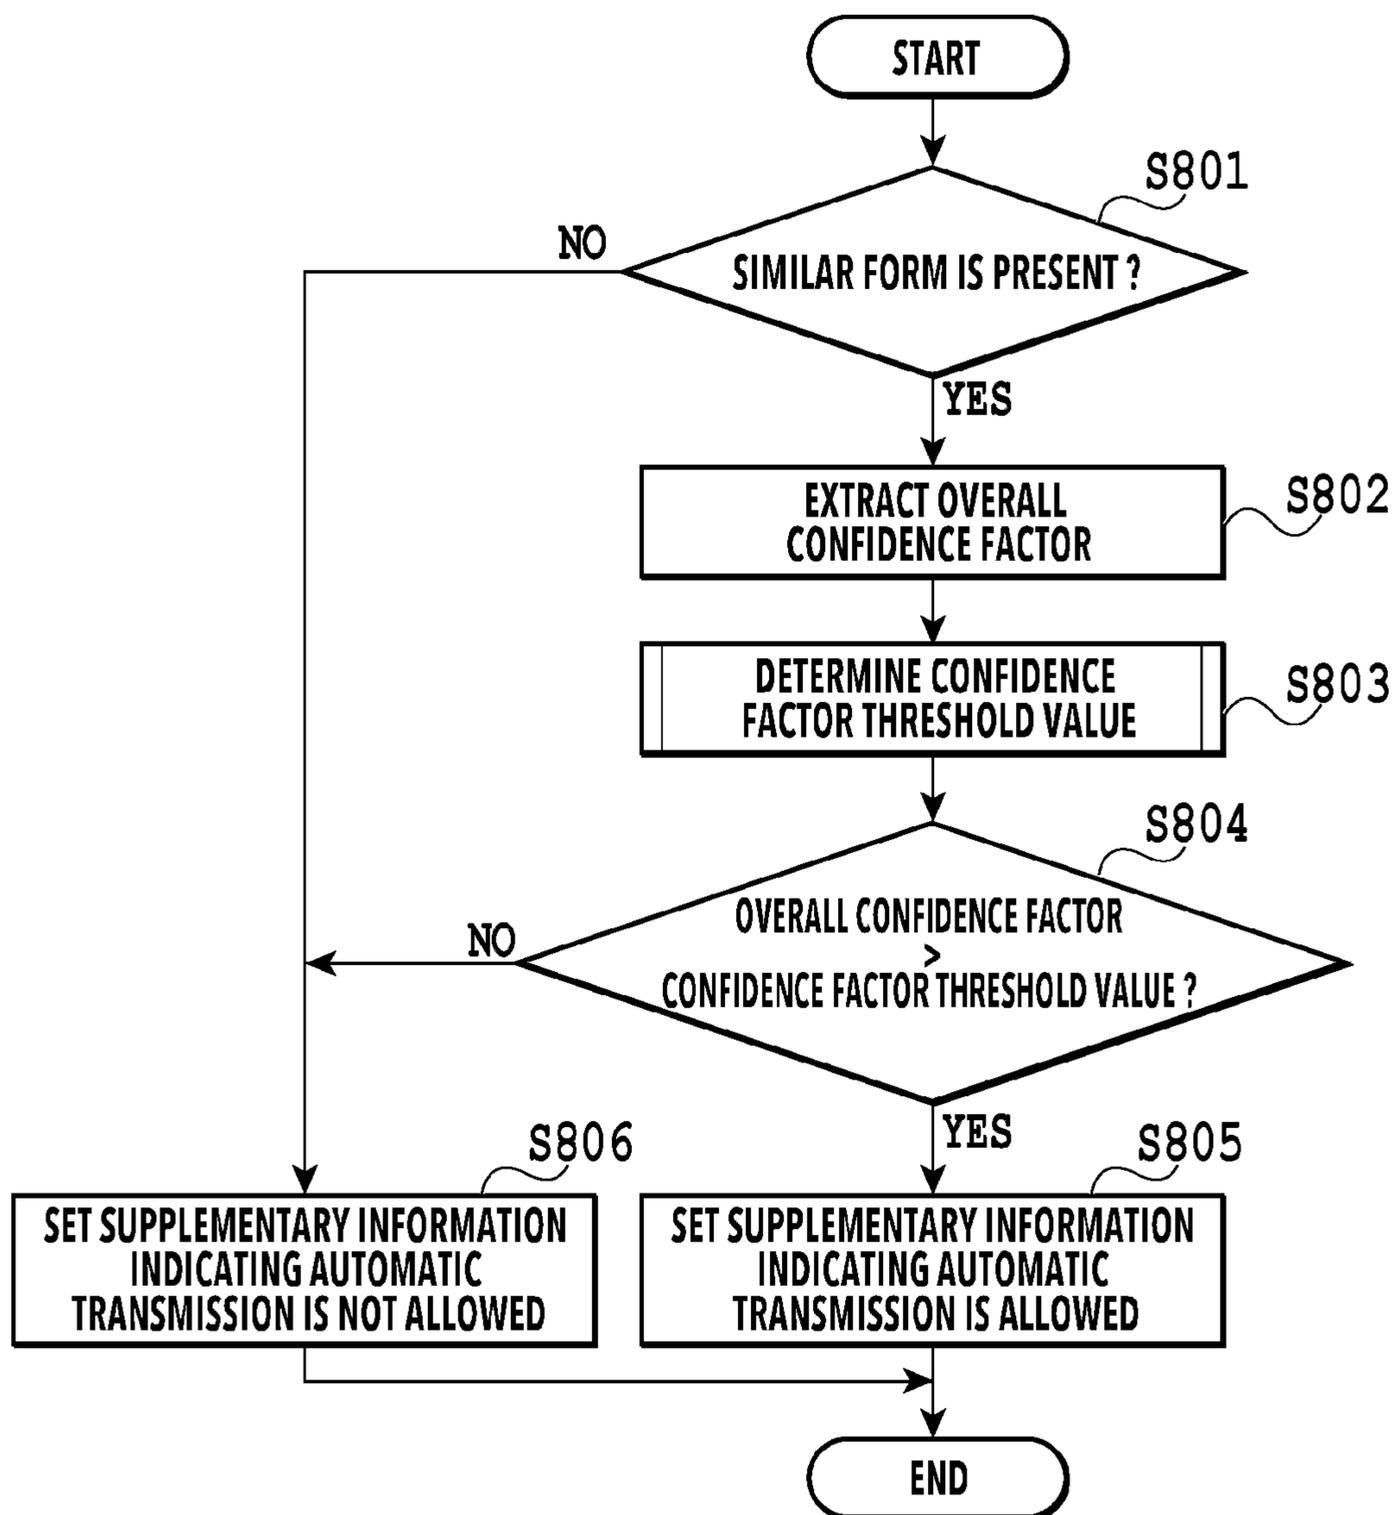 START
S801
NO
SIMILAR FORM IS PRESENT ?
YES
EXTRACT OVERALL
CONFIDENCE FACTOR
S802
DETERMINE CONFIDENCE
FACTOR THRESHOLD VALUE
S803
S804
NO
OVERALL CONFIDENCE FACTOR
>
CONFIDENCE FACTOR THRESHOLD VALUE ?
YES
S806
SET SUPPLEMENTARY INFORMATION
INDICATING AUTOMATIC
TRANSMISSION IS NOT ALLOWED
S805
SET SUPPLEMENTARY INFORMATION
INDICATING AUTOMATIC
TRANSMISSION IS ALLOWED
END